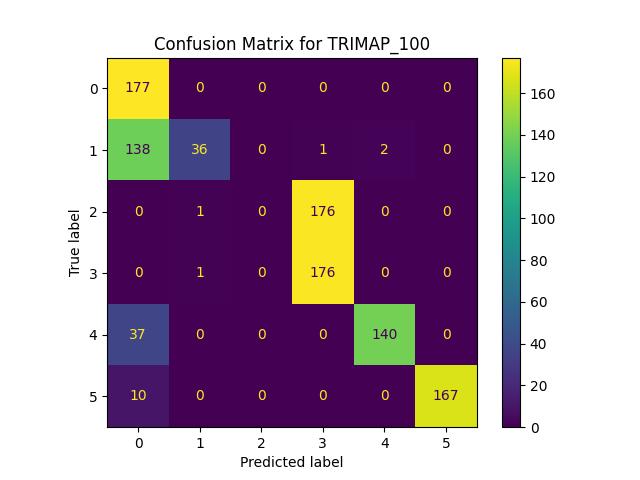 Confusion Matrix for TRIMAP_100
0 177 0 0 0 0 0
1 138 36 0 1 2 0
2 0 1 0 176 0 0
3 0 1 0 176 0 0
4 37 0 0 0 140 0
5 10 0 0 0 0 167
0 1 2 3 4 5
Predicted label
True label
160
140
120
100
80
60
40
20
0